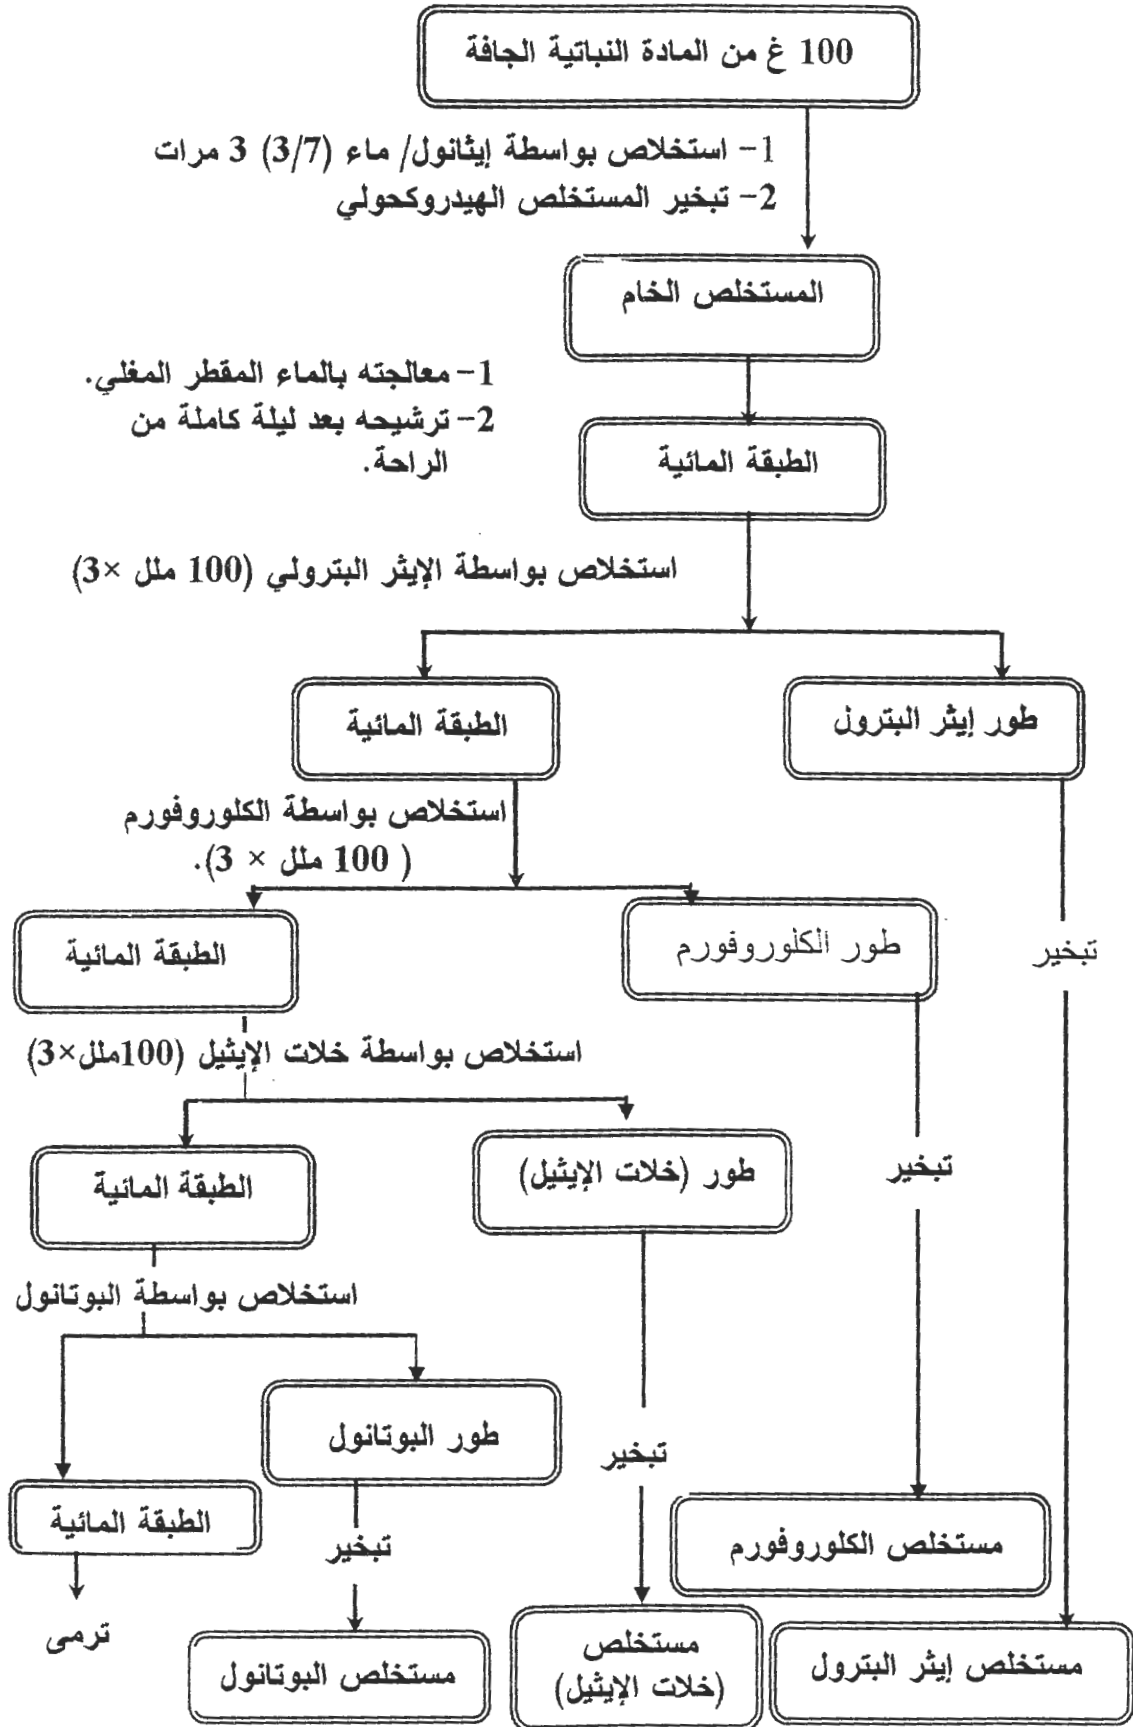 100 غ من المادة النباتية الجافة
1- استخلاص بواسطة إيثانول/ ماء (3/7) 3 مرات
2- تبخير المستخلص الهيدروكحولي
المستخلص الخام
1- معالجته بالماء المقطر المغلي.
2- ترشيحه بعد ليلة كاملة من
الراحة.
الطبقة المائية
استخلاص بواسطة الإيثر البترولي (100 ملل ×3)
طور إيثر البترول
الطبقة المائية
استخلاص بواسطة الكلوروفورم
( 100 ملل × 3).
طور الكلوروفورم
الطبقة المائية
تبخير
استخلاص بواسطة خلات الإيثيل (100ملل×3)
طور (خلات الإيثيل)
الطبقة المائية
تبخير
استخلاص بواسطة البوتانول
طور البوتانول
تبخير
الطبقة المائية
تبخير
مستخلص الكلوروفورم
ترمى
مستخلص إيثر البترول
مستخلص
(خلات الإيثيل)
مستخلص البوتانول